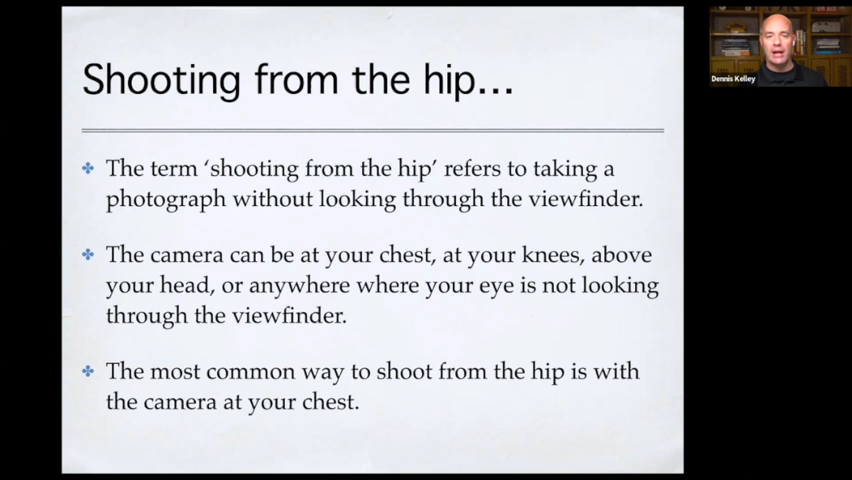 Shooting from the hip...
The term ‘shooting from the hip’ refers to taking a
photograph without looking through the viewfinder.
The camera can be at your chest, at your knees, above
your head, or anywhere where your eye is not looking
through the viewfinder.
The most common way to shoot from the hip is with
the camera at your chest.
Dennis Kelley